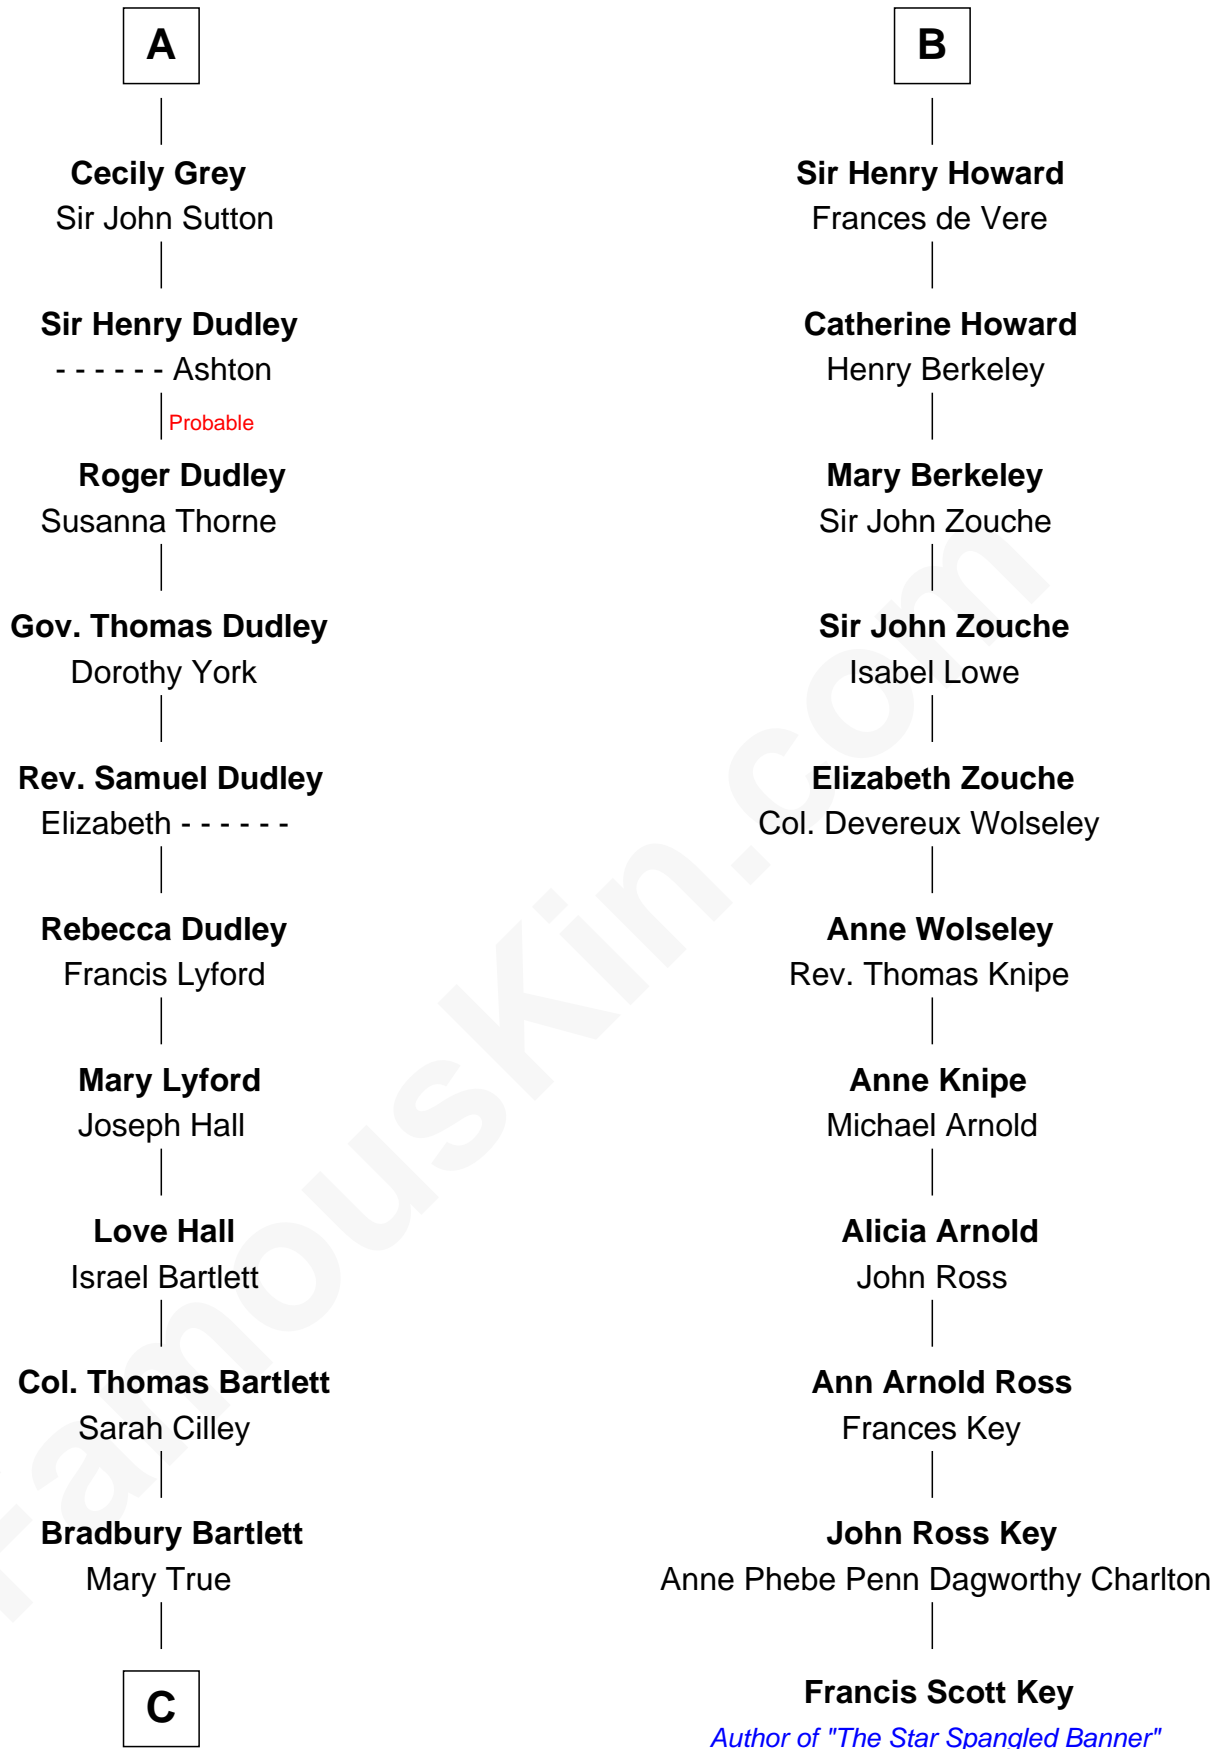 A
Cecily Grey
Sir John Sutton
Sir Henry Dudley
- - - - - - Ashton
Probable
Roger Dudley
Susanna Thorne
Gov. Thomas Dudley
Dorothy York
Rev. Samuel Dudley
Elizabeth - - - - - -
Rebecca Dudley
Francis Lyford
Mary Lyford
Joseph Hall
Love Hall
Israel Bartlett
Col. Thomas Bartlett
Sarah Cilley
Bradbury Bartlett
Mary True
C
B
Sir Henry Howard
Frances de Vere
Catherine Howard
Henry Berkeley
Mary Berkeley
Sir John Zouche
Sir John Zouche
Isabel Lowe
Elizabeth Zouche
Col. Devereux Wolseley
Anne Wolseley
Rev. Thomas Knipe
Anne Knipe
Michael Arnold
Alicia Arnold
John Ross
Ann Arnold Ross
Frances Key
John Ross Key
Anne Phebe Penn Dagworthy Charlton
Francis Scott Key
Author of "The Star Spangled Banner"
FamousKin.com